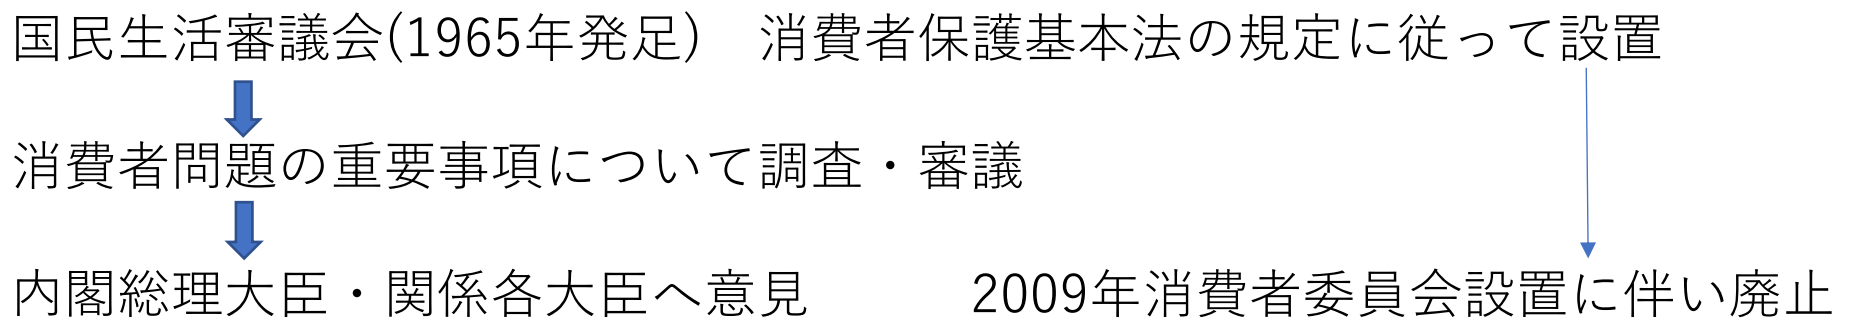 国民生活審議会(1965年発足)　消費者保護基本法の規定に従って設置
消費者問題の重要事項について調査・審議
内閣総理大臣・関係各大臣へ意見　2009年消費者委員会設置に伴い廃止